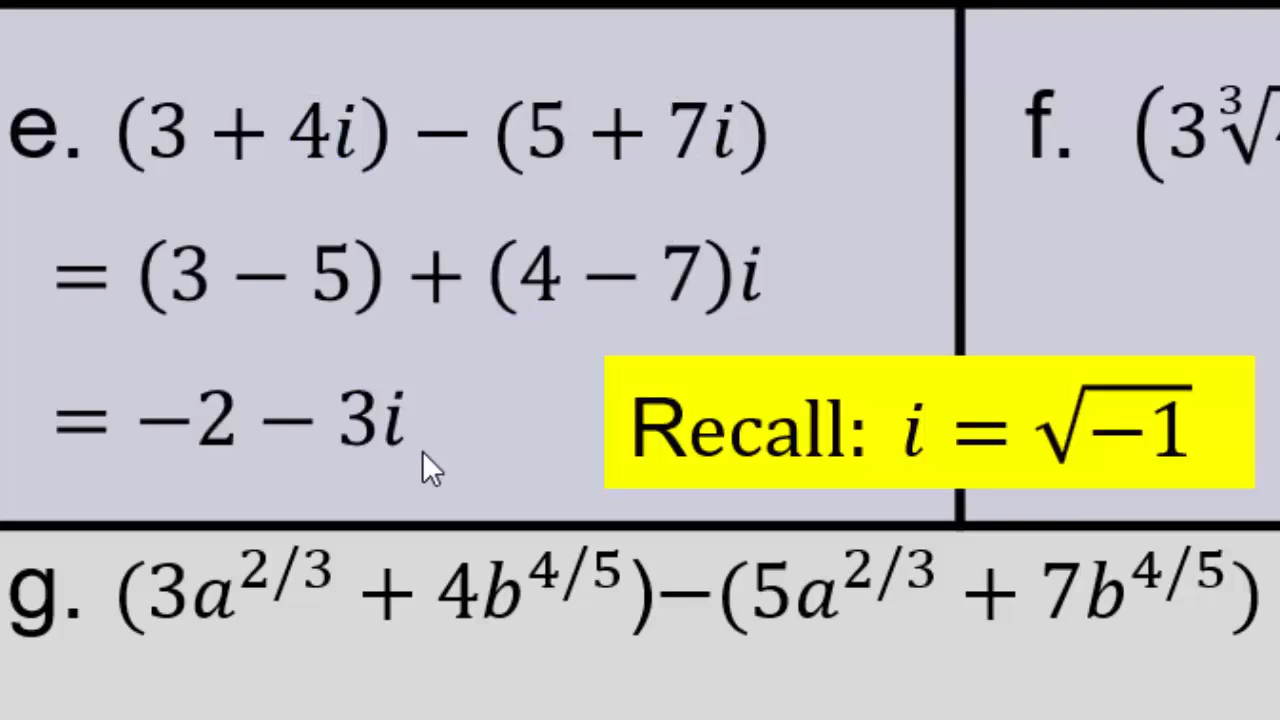 e. (3 + 4i) − (5 + 7i)
= (3 − 5) + (4 − 7)i
= −2 − 3i
Recall: i = √−1
f. (3∛
g. (3a^{2/3} + 4b^{4/5})−(5a^{2/3} + 7b^{4/5})